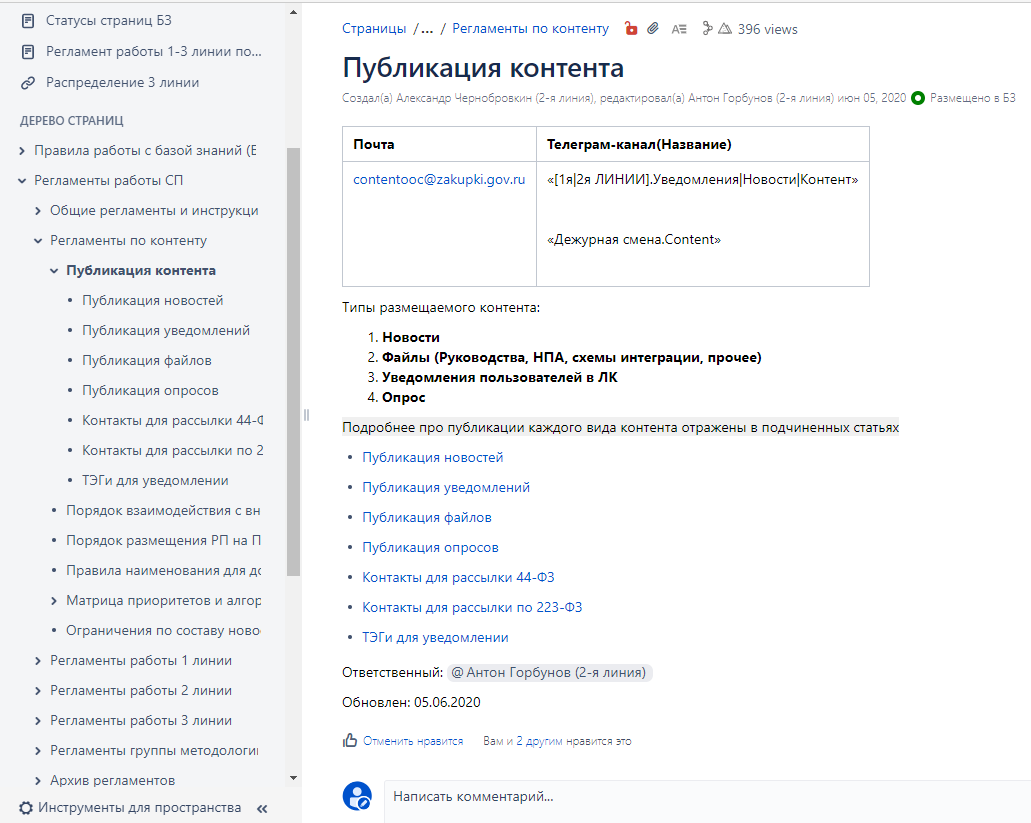 Статусы страниц БЗ
Регламент работы 1-3 линии по...
Распределение 3 линии
ДЕРЕВО СТРАНИЦ
Правила работы с базой знаний (Е
Регламенты работы СП
Общие регламенты и инструкци
Регламенты по контенту
Публикация контента
Публикация новостей
Публикация уведомлений
Публикация файлов
Публикация опросов
Контакты для рассылки 44-Ф
Контакты для рассылки по 2
ТЭГи для уведомлении
Порядок взаимодействия с вн
Порядок размещения РП на П
Правила наименования для до
Матрица приоритетов и алгор
Ограничения по составу ново
Регламенты работы 1 линии
Регламенты работы 2 линии
Регламенты работы 3 линии
Регламенты группы методологи
Архив регламентов
Инструменты для пространства «
Страницы /... / Регламенты по контенту 396 views
Публикация контента
Создал(а) Александр Чернобровкин (2-я линия), редактировал(а) Антон Горбунов (2-я линия) июн 05, 2020 Размещено в БЗ
Почта Телеграм-канал(Название)
contentooc@zakupki.gov.ru «[1я|2я ЛИНИИ].Уведомления|Новости|Контент»
«Дежурная смена.Content»
Типы размещаемого контента:
1. Новости
2. Файлы (Руководства, НПА, схемы интеграции, прочее)
3. Уведомления пользователей в ЛК
4. Опрос
Подробнее про публикации каждого вида контента отражены в подчиненных статьях
• Публикация новостей
• Публикация уведомлений
• Публикация файлов
• Публикация опросов
• Контакты для рассылки 44-ФЗ
• Контакты для рассылки по 223-ФЗ
• ТЭГи для уведомлении
Ответственный: @ Антон Горбунов (2-я линия)
Обновлен: 05.06.2020
Отменить нравится Вам и 2 другим нравится это
Написать комментарий...